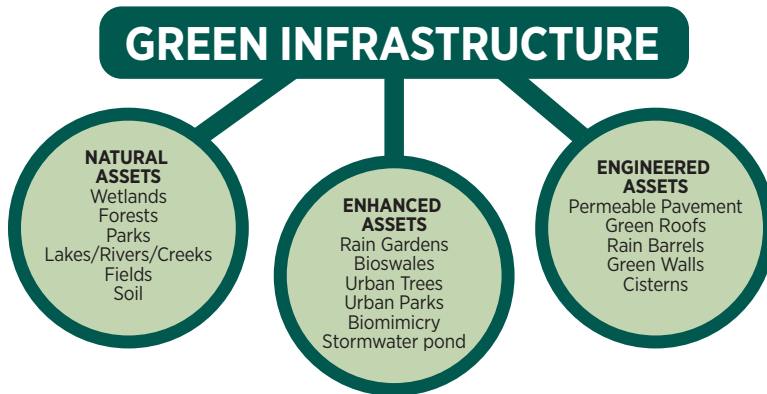 GREEN INFRASTRUCTURE
NATURAL
ASSETS
Wetlands
Forests
Parks
Lakes/Rivers/Creeks
Fields
Soil
ENHANCED
ASSETS
Rain Gardens
Bioswales
Urban Trees
Urban Parks
Biomimicry
Stormwater pond
ENGINEERED
ASSETS
Permeable Pavement
Green Roofs
Rain Barrels
Green Walls
Cisterns